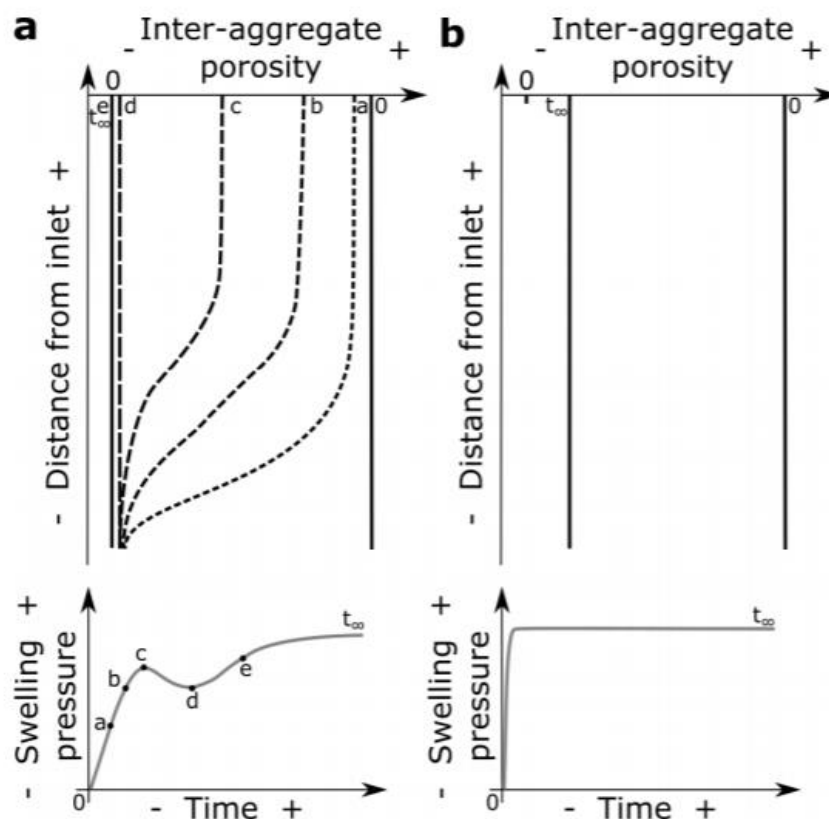 a
Inter-aggregate
porosity
- +
0
e d c b a 0
t∞
- Distance from inlet +
- Swelling +
pressure
a b c d e t∞
0
- Time +
b
Inter-aggregate
porosity
- +
0
t∞ 0
- Distance from inlet +
- Swelling +
pressure
t∞
0
- Time +